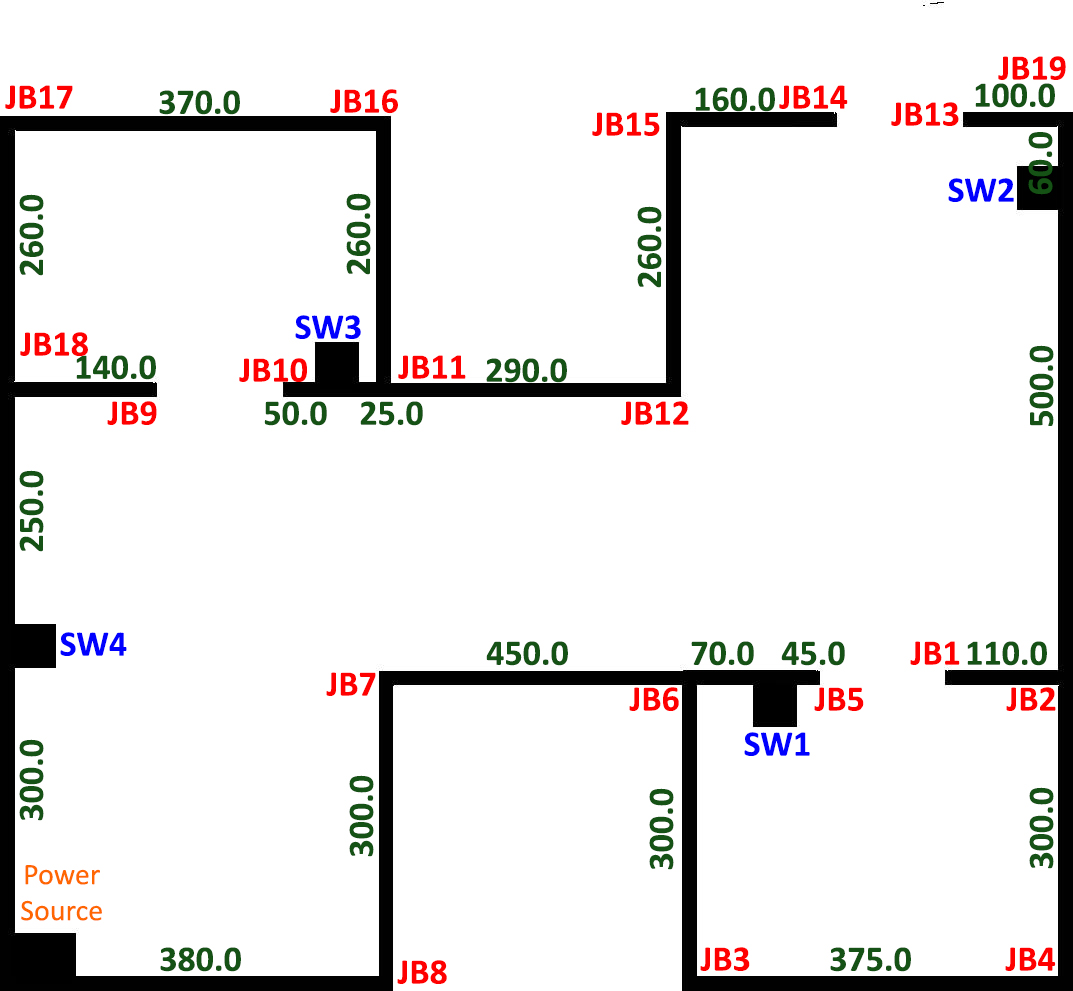 JB19
JB17 370.0 JB16 160.0 JB14 100.0
JB15 JB13
60.0
SW2
260.0 260.0 260.0
SW3
JB18 140.0 JB10 JB11 290.0 500.0
JB9 50.0 25.0 JB12
250.0
SW4 450.0 70.0 45.0 JB1 110.0
JB7 JB6 JB5 JB2
SW1
300.0 300.0 300.0 300.0
Power
Source
380.0 JB8 JB3 375.0 JB4